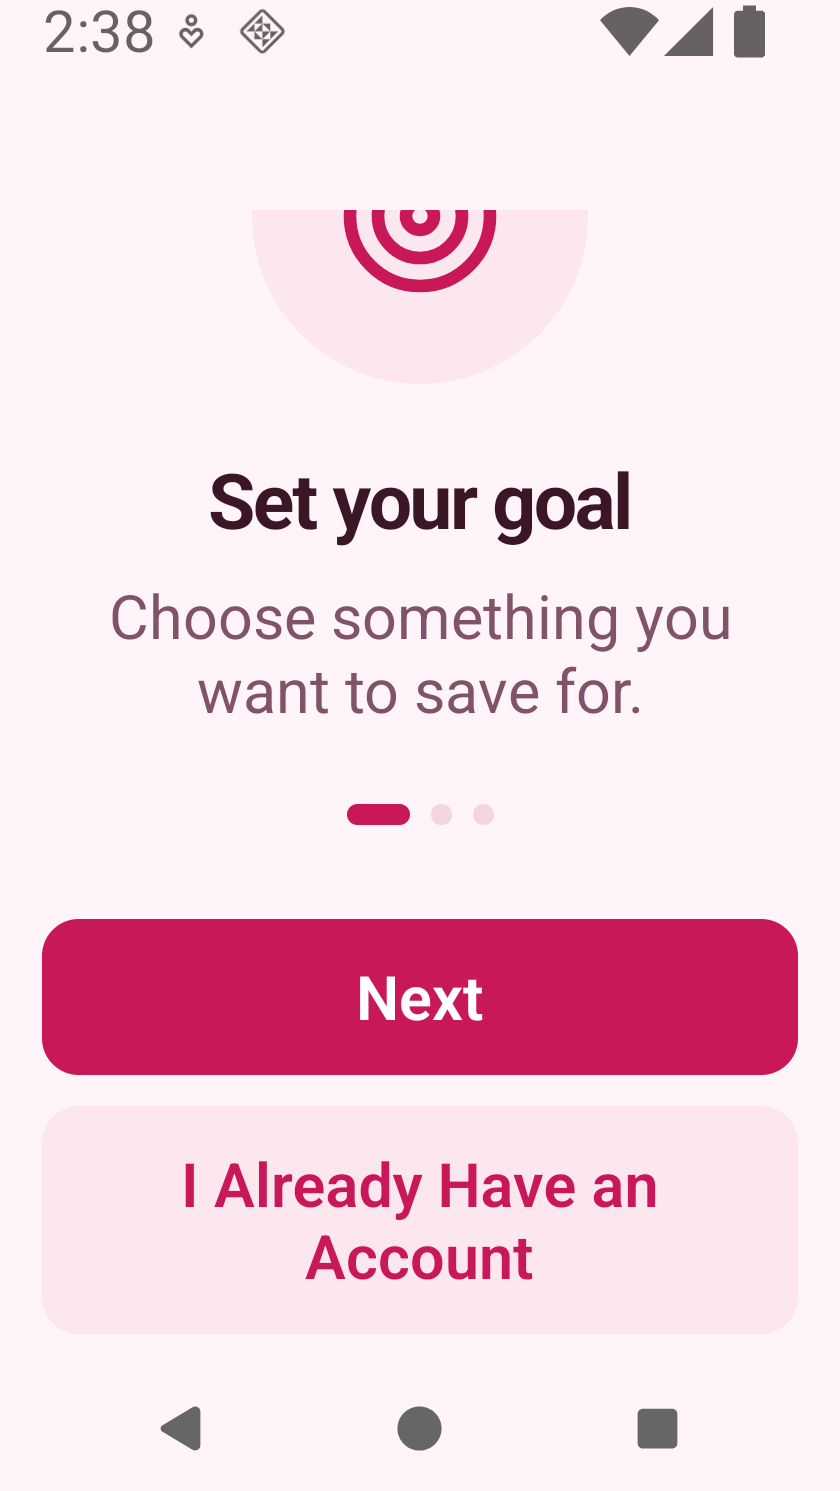 2:38
Set your goal
Choose something you
want to save for.
Next
I Already Have an
Account